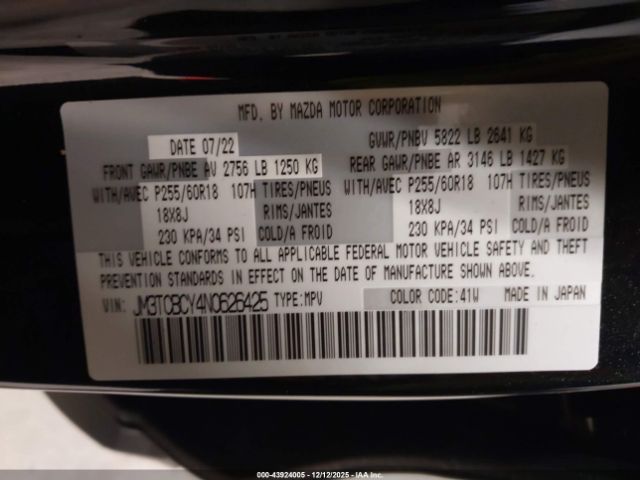 MFD. BY MAZDA MOTOR CORPORATION
DATE 07/22 GVWR/PNBV 5822 LB 2641 KG
FRONT GAWR/PNBE AV 2756 LB 1250 KG REAR GAWR/PNBE AR 3146 LB 1427 KG
WITH/AVEC P255/60R18 107H TIRES/PNEUS WITH/AVEC P255/60R18 107H TIRES/PNEUS
18X8J RIMS/JANTES 18X8J RIMS/JANTES
230 KPA/34 PSI COLD/A FROID 230 KPA/34 PSI COLD/A FROID
THIS VEHICLE CONFORMS TO ALL APPLICABLE FEDERAL MOTOR VEHICLE SAFETY AND THEFT
PREVENTION STANDARDS IN EFFECT ON THE DATE OF MANUFACTURE SHOWN ABOVE.
VIN: JM3TCBCY4N0626425 TYPE:MPV COLOR CODE:41W MADE IN JAPAN
000-43924005 - 12/12/2025 - IAA Inc.